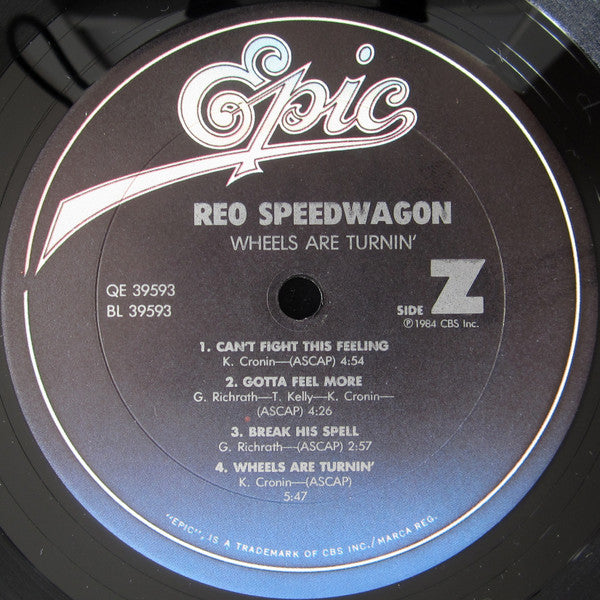 Epic
REO SPEEDWAGON
WHEELS ARE TURNIN'
QE 39593
BL 39593
SIDE Z
℗1984 CBS Inc.
1. CAN'T FIGHT THIS FEELING
K. Cronin—(ASCAP) 4:54
2. GOTTA FEEL MORE
G. Richrath—T. Kelly—K. Cronin—
(ASCAP) 4:26
3. BREAK HIS SPELL
G. Richrath—(ASCAP) 2:57
4. WHEELS ARE TURNIN'
K. Cronin—(ASCAP)
5:47
"EPIC", IS A TRADEMARK OF CBS INC./MARCA REG.